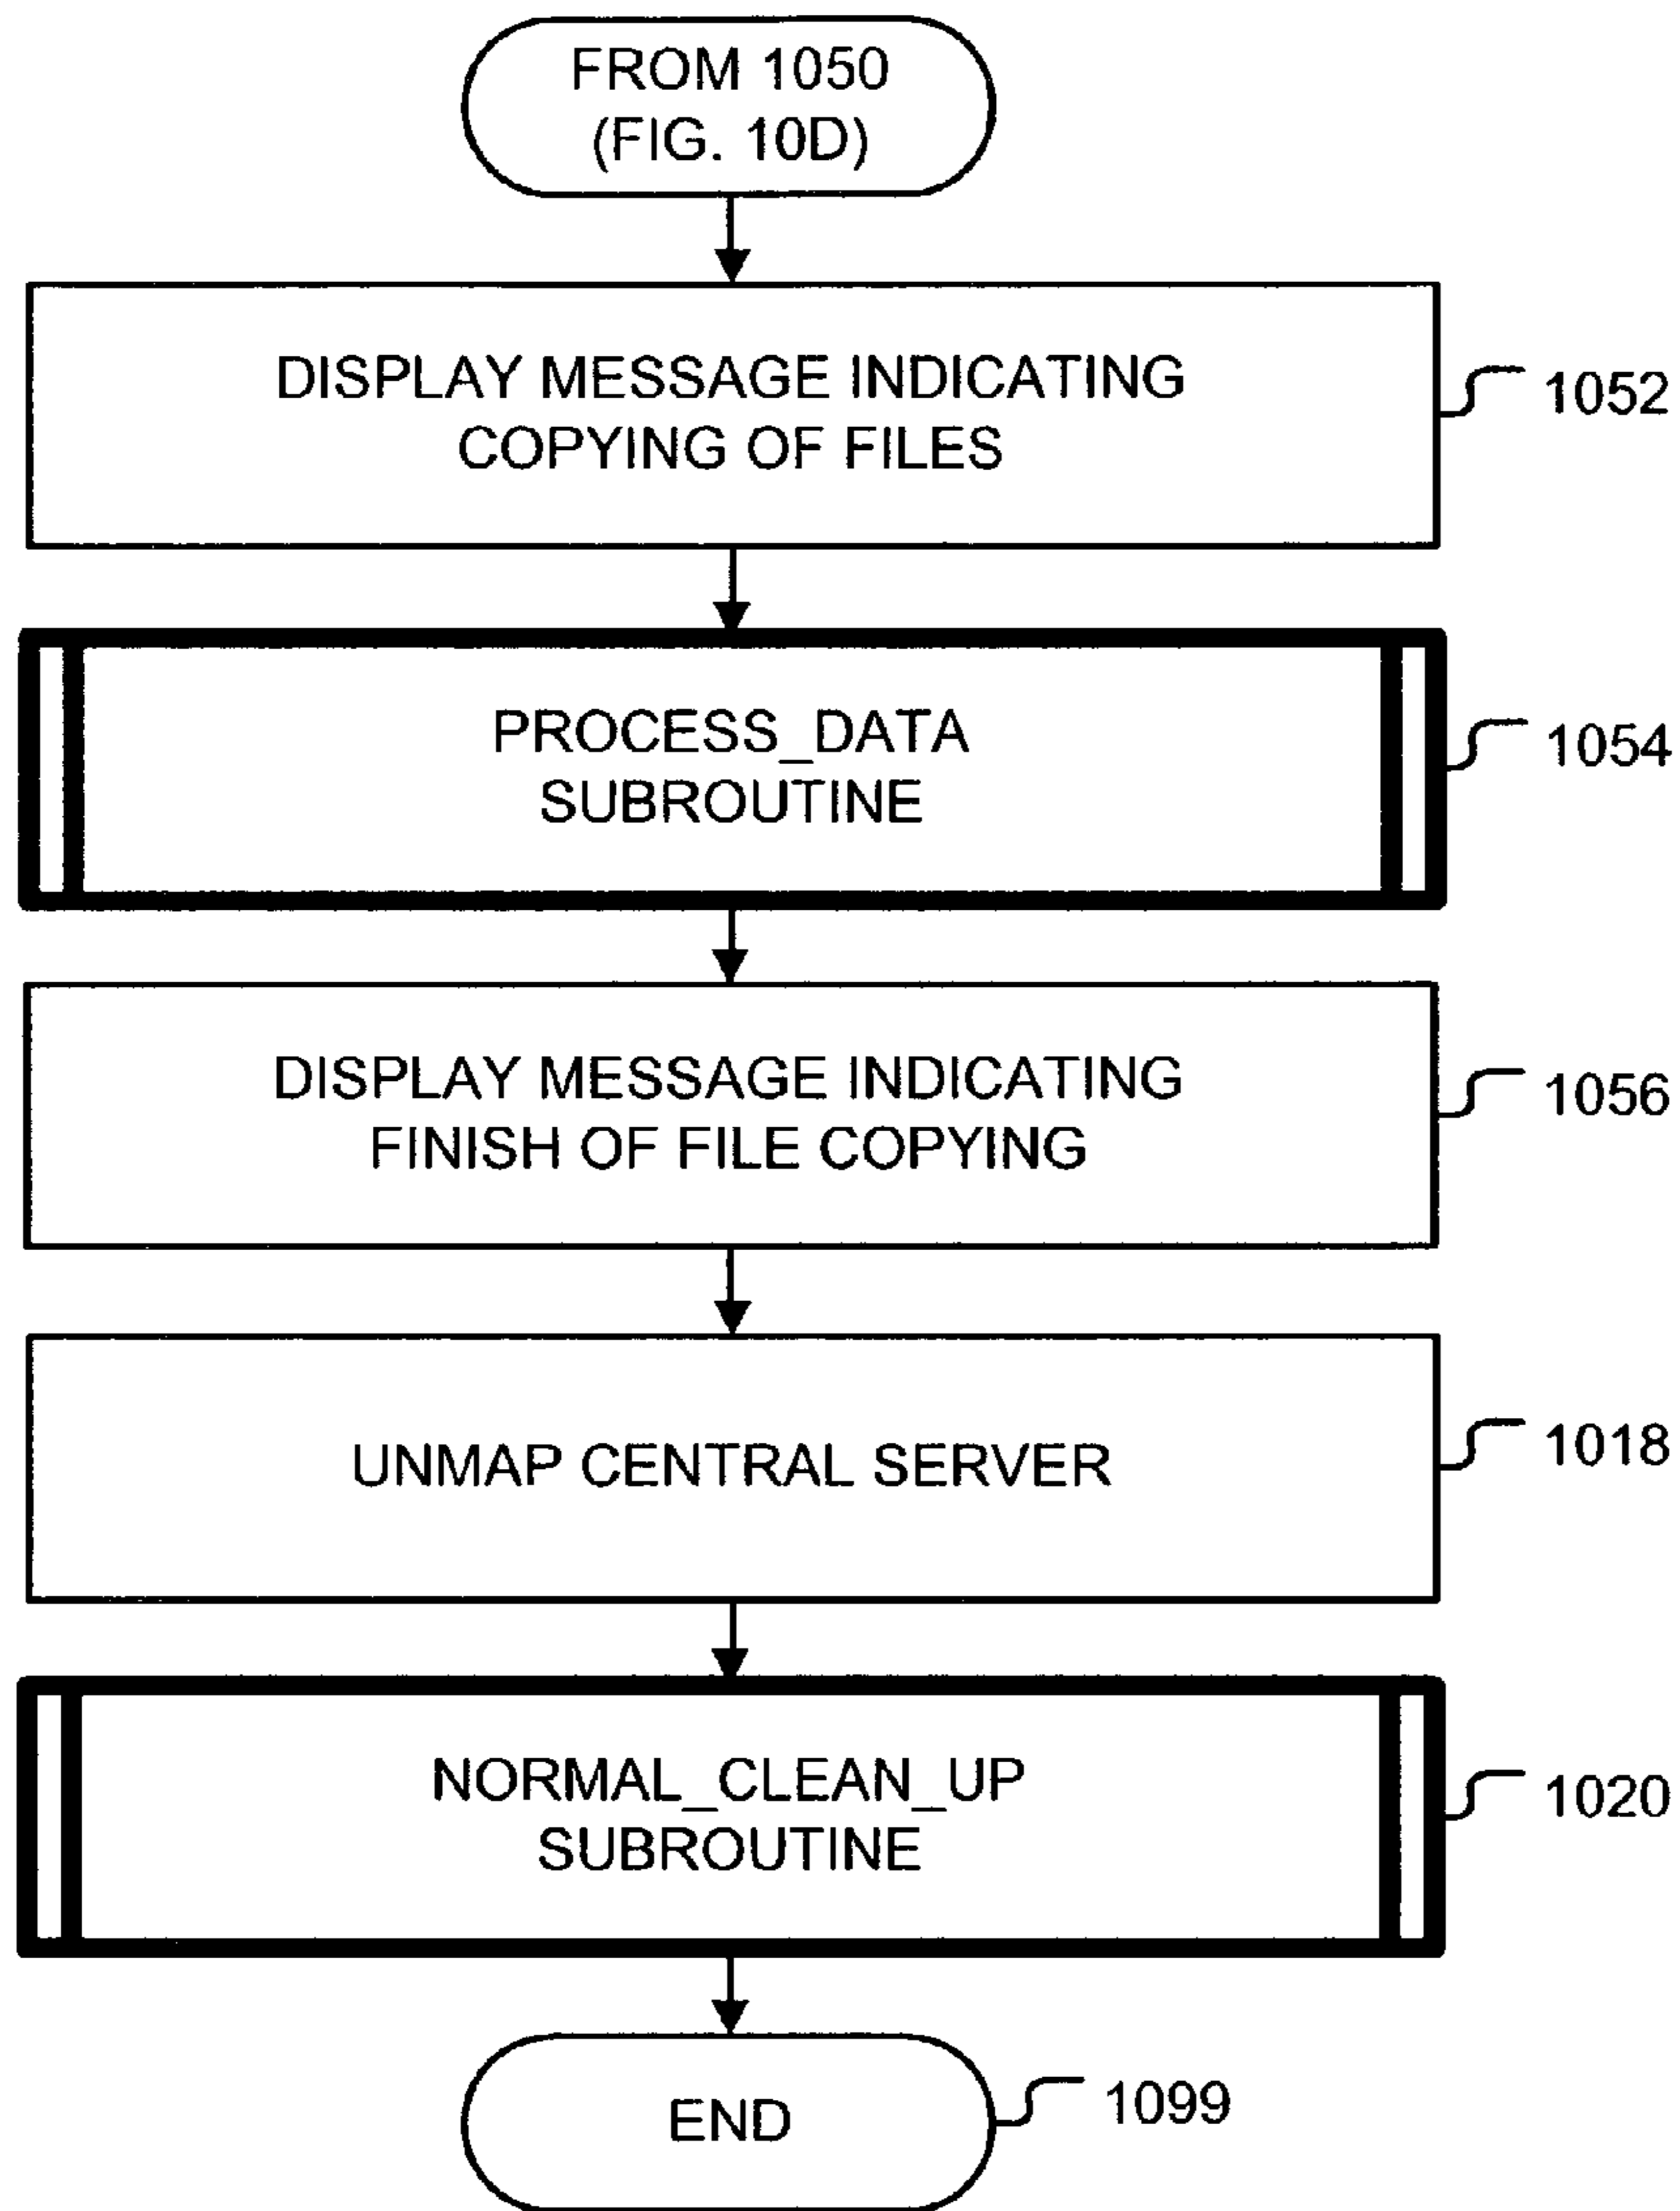 FROM 1050
(FIG. 10D)
DISPLAY MESSAGE INDICATING
COPYING OF FILES
1052
PROCESS_DATA
SUBROUTINE
1054
DISPLAY MESSAGE INDICATING
FINISH OF FILE COPYING
1056
UNMAP CENTRAL SERVER
1018
NORMAL_CLEAN_UP
SUBROUTINE
1020
END
1099